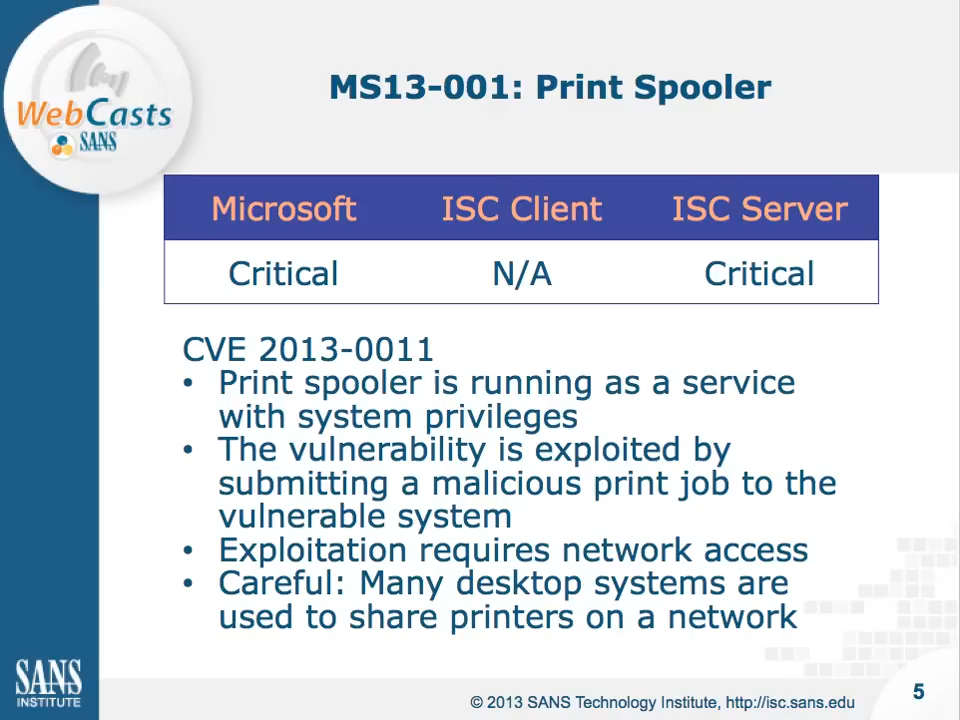 MS13-001: Print Spooler
WebCasts
SANS
Microsoft ISC Client ISC Server
Critical N/A Critical
CVE 2013-0011
• Print spooler is running as a service
with system privileges
• The vulnerability is exploited by
submitting a malicious print job to the
vulnerable system
• Exploitation requires network access
• Careful: Many desktop systems are
used to share printers on a network
SANS
INSTITUTE
© 2013 SANS Technology Institute, http://isc.sans.edu
5